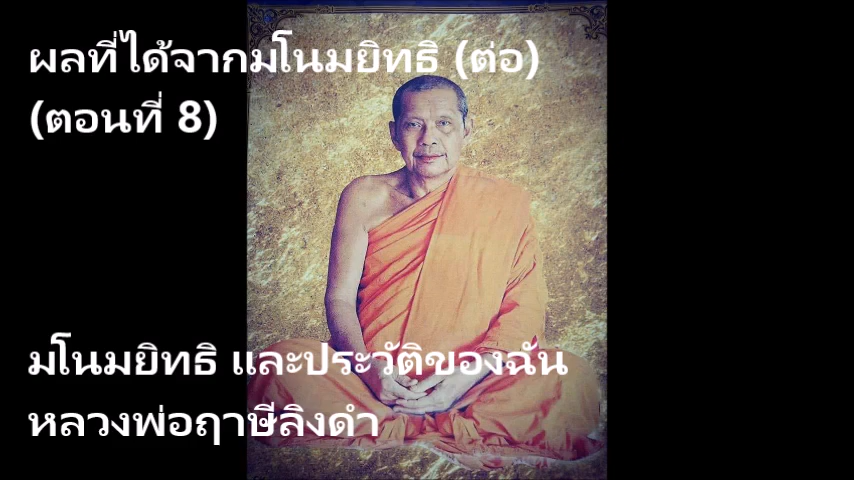 ผลที่ได้จากมโนมยิทธิ (ต่อ)
(ตอนที่ 8)
มโนมยิทธิ และประวัติของฉัน
หลวงพ่อฤาษีลิงดำ